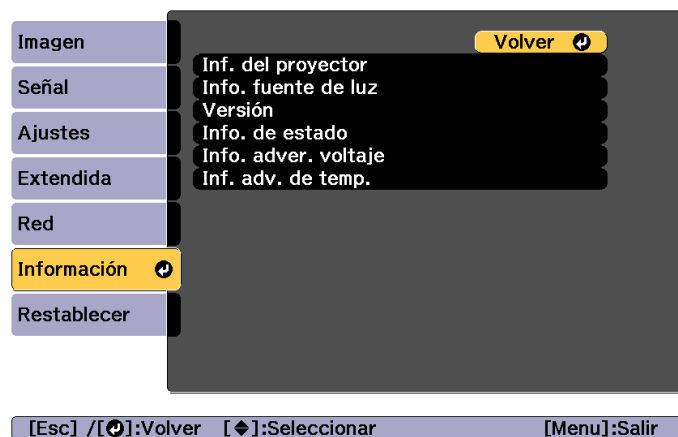 Imagen
Señal
Ajustes
Extendida
Red
Información
Restablecer
Volver
Inf. del proyector
Info. fuente de luz
Versión
Info. de estado
Info. adver. voltaje
Inf. adv. de temp.
[Esc] /[⏎]:Volver [◆]:Seleccionar [Menu]:Salir